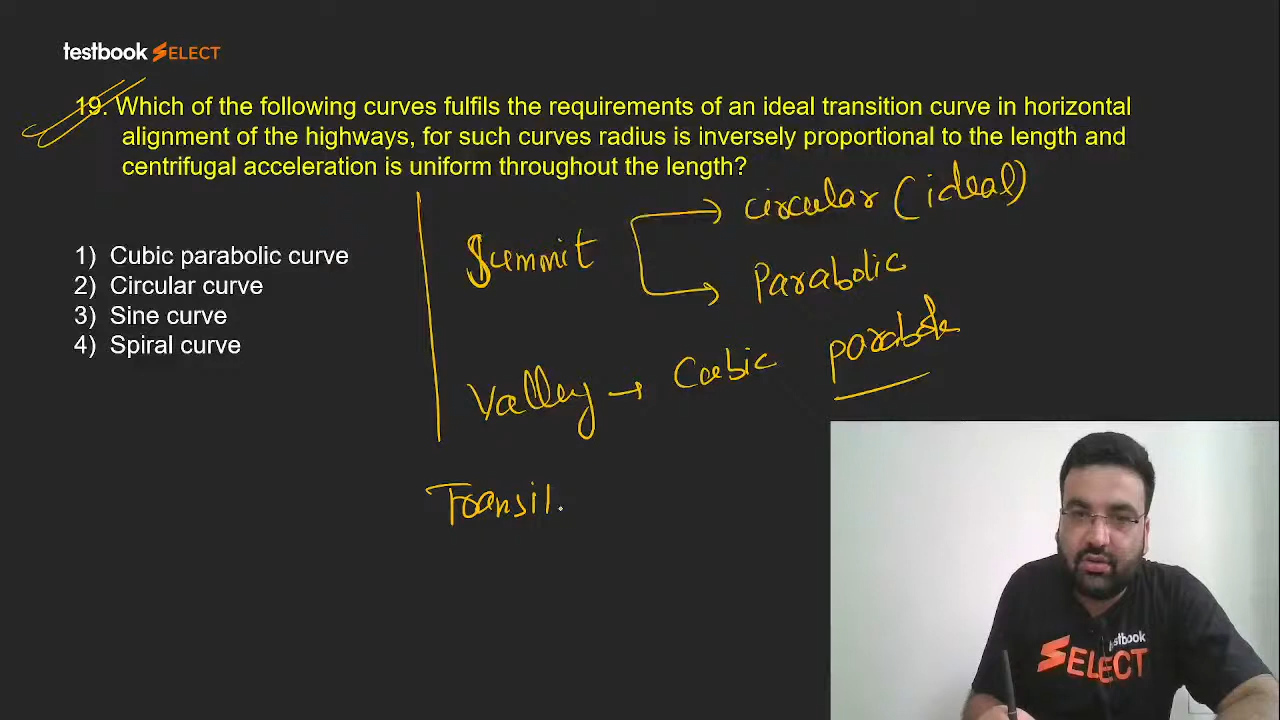 testbook SELECT
19. Which of the following curves fulfils the requirements of an ideal transition curve in horizontal
alignment of the highways, for such curves radius is inversely proportional to the length and
centrifugal acceleration is uniform throughout the length?
1) Cubic parabolic curve
2) Circular curve
3) Sine curve
4) Spiral curve
Summit
circular (ideal)
Parabolic
Valley → Cubic parabola
Transit
testbook
SELECT